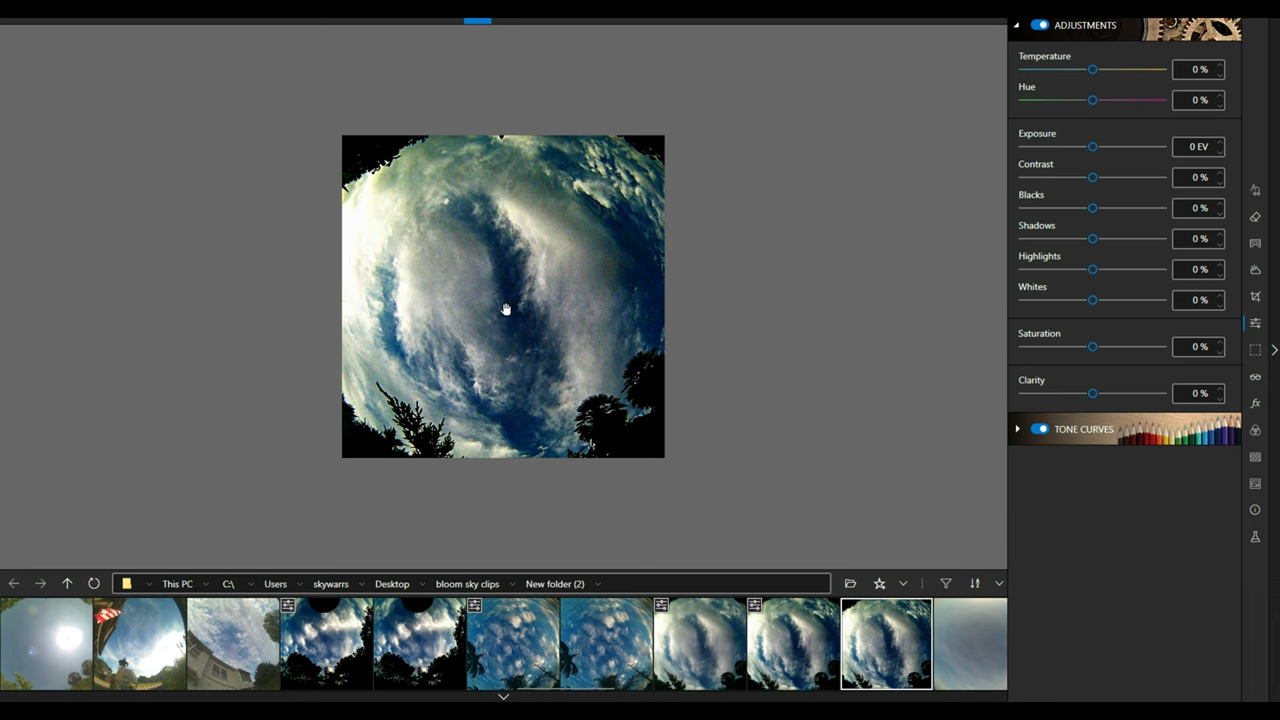 ADJUSTMENTS
Temperature
0 %
Hue
0 %
Exposure
0 EV
Contrast
0 %
Blacks
0 %
Shadows
0 %
Highlights
0 %
Whites
0 %
Saturation
0 %
Clarity
0 %
TONE CURVES
This PC C:\ Users skywarrs Desktop bloom sky clips New folder (2)